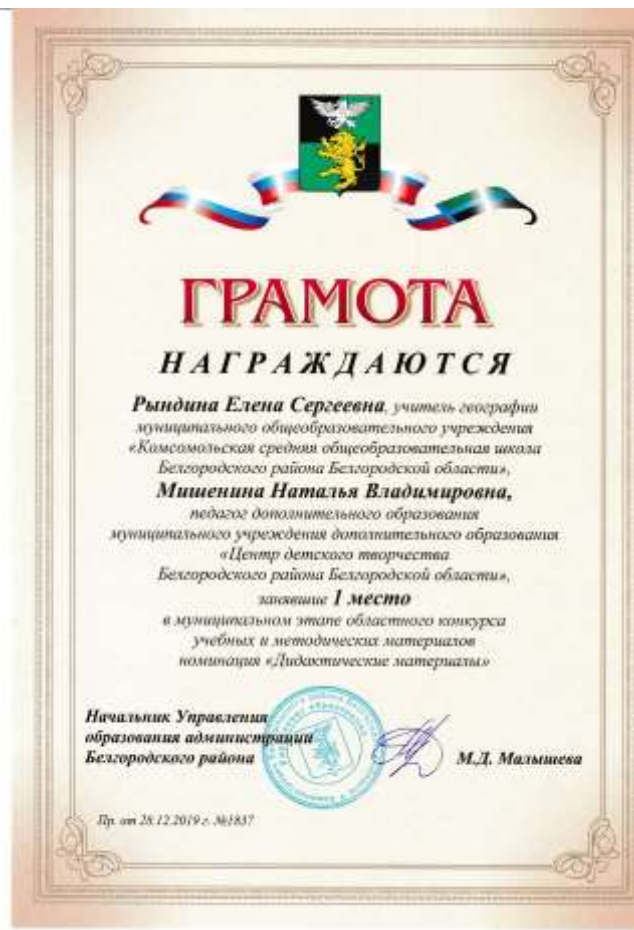 ГРАМОТА
НАГРАЖДАЮТСЯ
Рындина Елена Сергеевна, учитель географии
муниципального общеобразовательного учреждения
«Комсомольская средняя общеобразовательная школа
Белгородского района Белгородской области»,
Мишенина Наталья Владимировна,
педагог дополнительного образования
муниципального учреждения дополнительного образования
«Центр детского творчества
Белгородского района Белгородской области»,
занявшие 1 место
в муниципальном этапе областного конкурса
учебных и методических материалов
номинация «Дидактические материалы»
Начальник Управления
образования администрации
Белгородского района
М.Д. Малышева
Пр. от 28.12.2019 г. №1837